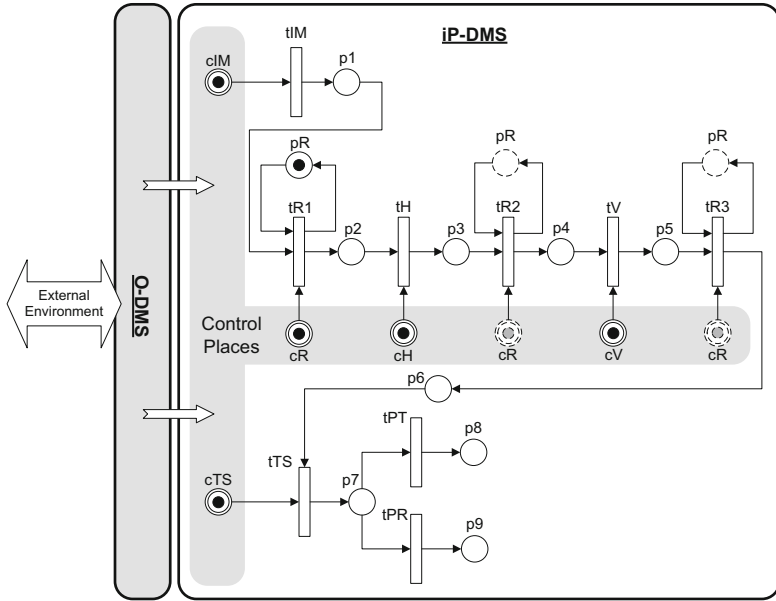 iP-DMS
tIM
cIM
p1
pR
pR
pR
tR1
tH
tR2
tV
tR3
p2
p3
p4
p5
External
Environment
O-DMS
Control
Places
cR
cH
cR
cV
cR
p6
tPT
p8
tTS
cTS
p7
tPR
p9